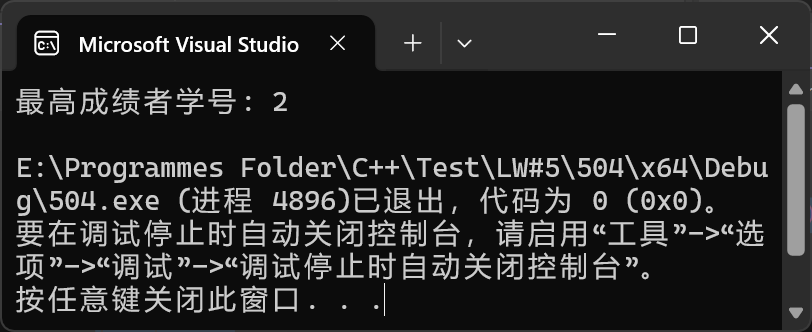 Microsoft Visual Studio
最高成绩者学号：2
E:\Programmes Folder\C++\Test\LW#5\504\x64\Debu
g\504.exe (进程 4896)已退出，代码为 0 (0x0)。
要在调试停止时自动关闭控制台，请启用“工具”->“选
项”->“调试”->“调试停止时自动关闭控制台”。
按任意键关闭此窗口. . .